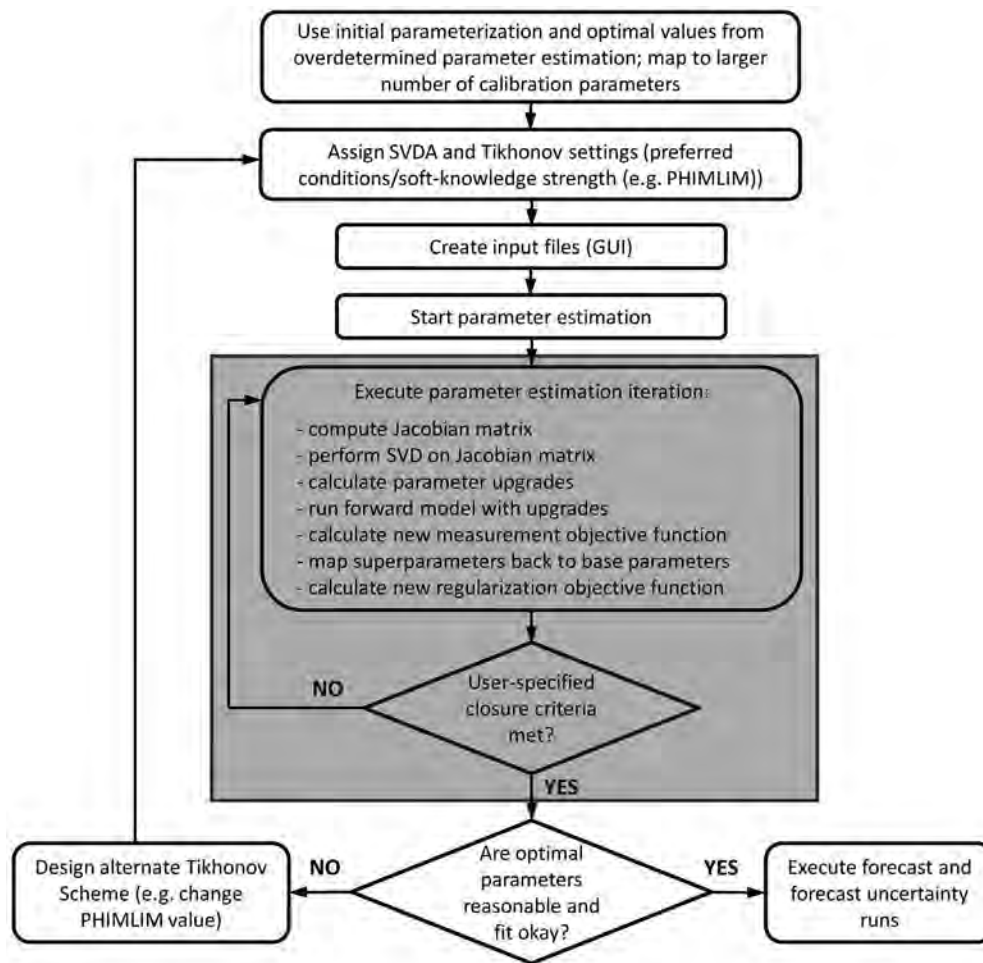 Use initial parameterization and optimal values from
overdetermined parameter estimation; map to larger
number of calibration parameters
Assign SVDA and Tikhonov settings (preferred
conditions/soft-knowledge strength (e.g. PHIMLIM))
Create input files (GUI)
Start parameter estimation
Execute parameter estimation iteration:
- compute Jacobian matrix
- perform SVD on Jacobian matrix
- calculate parameter upgrades
- run forward model with upgrades
- calculate new measurement objective function
- map superparameters back to base parameters
- calculate new regularization objective function
NO
User-specified
closure criteria
met?
YES
Design alternate Tikhonov
Scheme (e.g. change
PHIMLIM value)
NO
Are optimal
parameters
reasonable and
fit okay?
YES
Execute forecast and
forecast uncertainty
runs